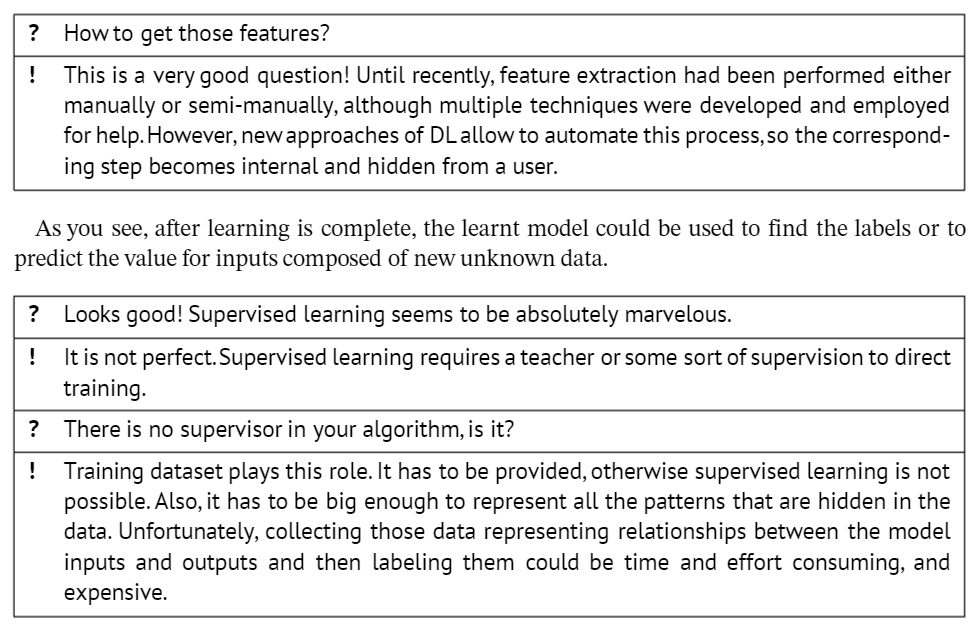 ? How to get those features?
! This is a very good question! Until recently, feature extraction had been performed either
manually or semi-manually, although multiple techniques were developed and employed
for help. However, new approaches of DL allow to automate this process, so the correspond-
ing step becomes internal and hidden from a user.
As you see, after learning is complete, the learnt model could be used to find the labels or to
predict the value for inputs composed of new unknown data.
? Looks good! Supervised learning seems to be absolutely marvelous.
! It is not perfect. Supervised learning requires a teacher or some sort of supervision to direct
training.
? There is no supervisor in your algorithm, is it?
! Training dataset plays this role. It has to be provided, otherwise supervised learning is not
possible. Also, it has to be big enough to represent all the patterns that are hidden in the
data. Unfortunately, collecting those data representing relationships between the model
inputs and outputs and then labeling them could be time and effort consuming, and
expensive.